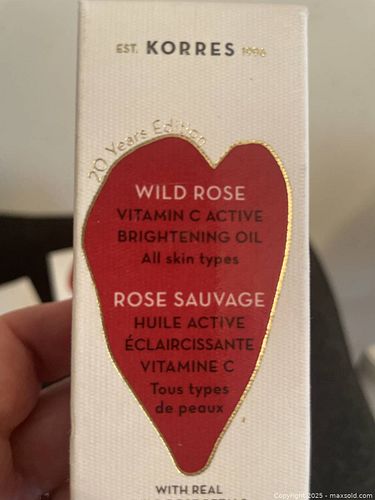 EST. KORRES 1996
20 Years Edition
WILD ROSE
VITAMIN C ACTIVE
BRIGHTENING OIL
All skin types
ROSE SAUVAGE
HUILE ACTIVE
ÉCLAIRCISSANTE
VITAMINE C
Tous types
de peaux
WITH REAL
Copyright 2025 - maxsold.com